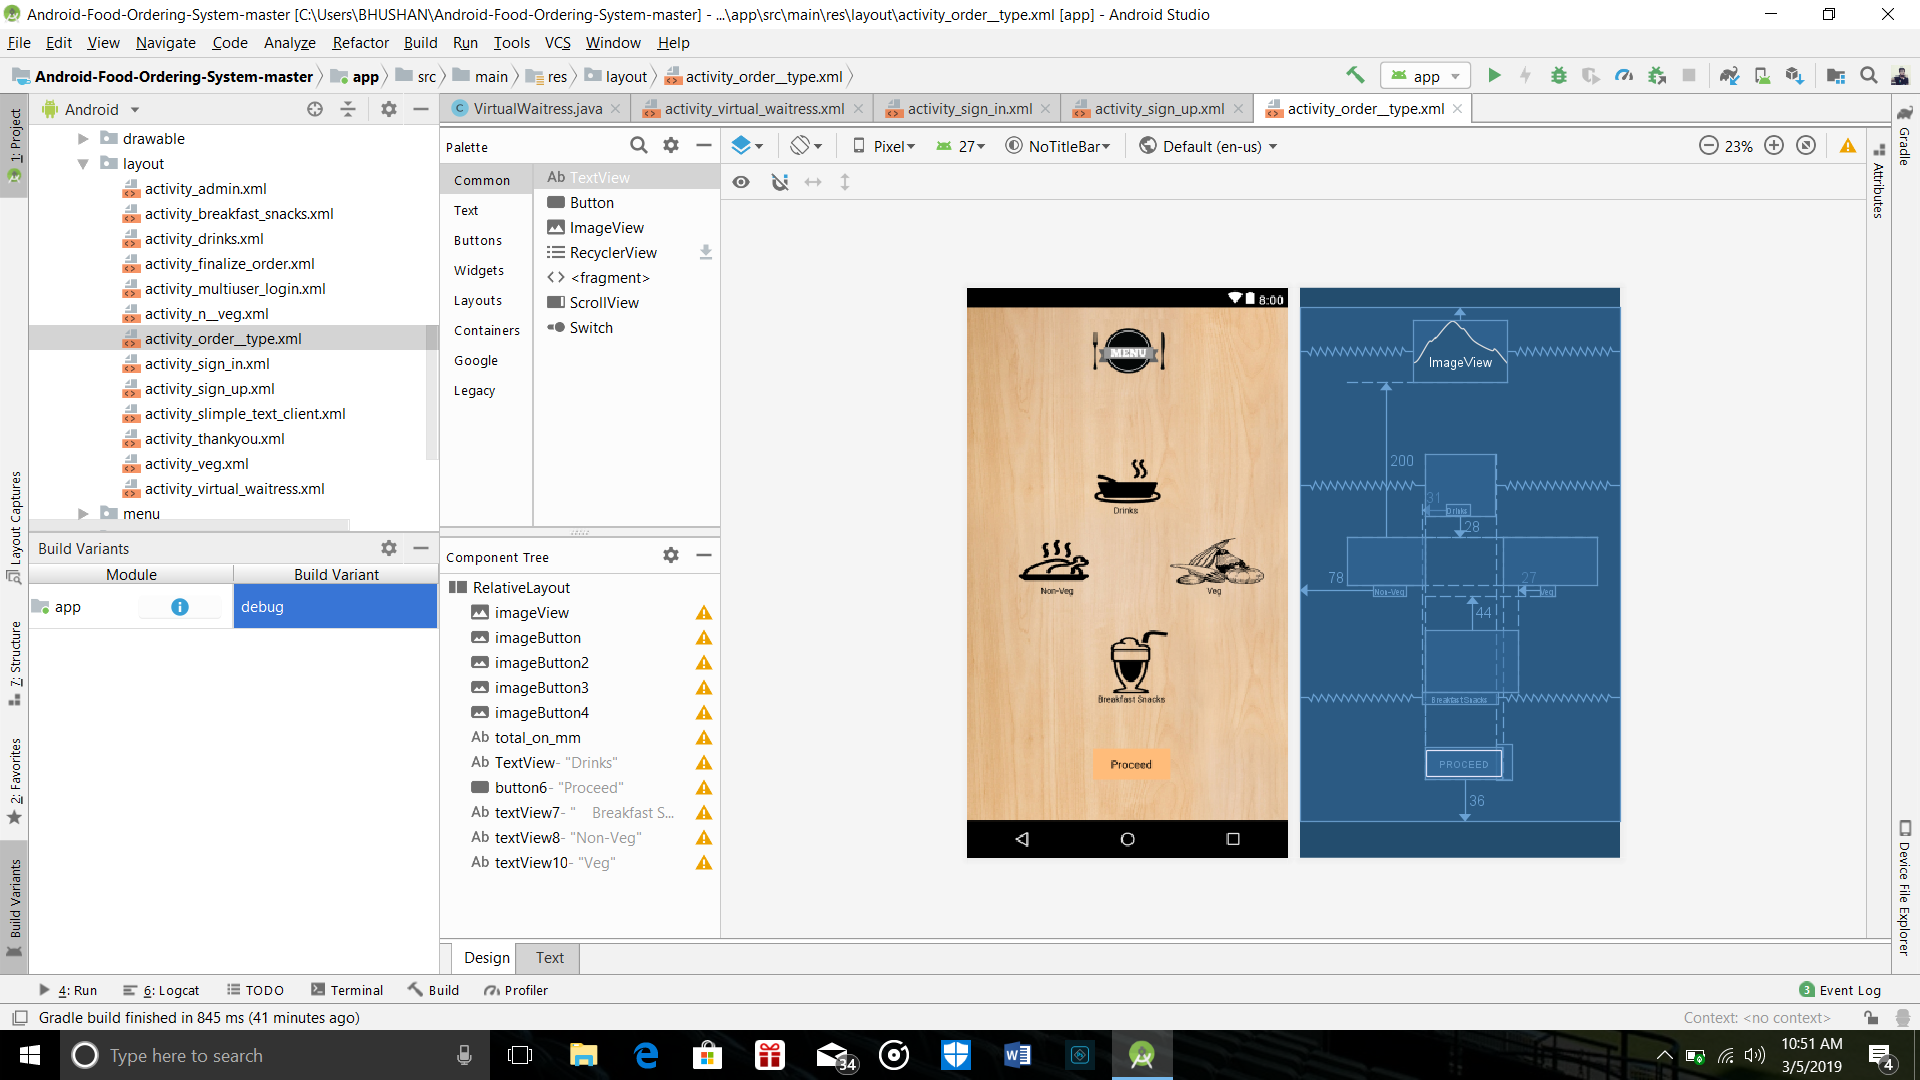 Android-Food-Ordering-System-master [C:\Users\BHUSHAN\Android-Food-Ordering-System-master] - ...\app\src\main\res\layout\activity_order__type.xml [app] - Android Studio
File Edit View Navigate Code Analyze Refactor Build Run Tools VCS Window Help
Android-Food-Ordering-System-master app src main res layout activity_order__type.xml app
1: Project
Layout Captures
7: Structure
2: Favorites
Build Variants
Android
drawable
layout
activity_admin.xml
activity_breakfast_snacks.xml
activity_drinks.xml
activity_finalize_order.xml
activity_multiuser_login.xml
activity_n__veg.xml
activity_order__type.xml
activity_sign_in.xml
activity_sign_up.xml
activity_slimple_text_client.xml
activity_thankyou.xml
activity_veg.xml
activity_virtual_waitress.xml
menu
Build Variants
Module Build Variant
app debug
VirtualWaitress.java activity_virtual_waitress.xml activity_sign_in.xml activity_sign_up.xml activity_order__type.xml
Palette
Common
Text
Buttons
Widgets
Layouts
Containers
Google
Legacy
Ab TextView
Button
ImageView
RecyclerView
<fragment>
ScrollView
Switch
Component Tree
RelativeLayout
imageView
imageButton
imageButton2
imageButton3
imageButton4
Ab total_on_mm
Ab TextView- "Drinks"
button6- "Proceed"
Ab textView7- "    Breakfast S...
Ab textView8- "Non-Veg"
Ab textView10- "Veg"
Pixel 27 NoTitleBar Default (en-us) 23%
8:00
MENU
Drinks
Non-Veg
Veg
Breakfast Snacks
Proceed
ImageView
200
31
Drinks
28
78
Non-Veg
27
Veg
44
Breakfast Snacks
PROCEED
36
Gradle
Attributes
Device File Explorer
Design Text
4: Run 6: Logcat TODO Terminal Build Profiler 3 Event Log
Gradle build finished in 845 ms (41 minutes ago) Context: <no context>
Type here to search 34 10:51 AM
3/5/2019 4